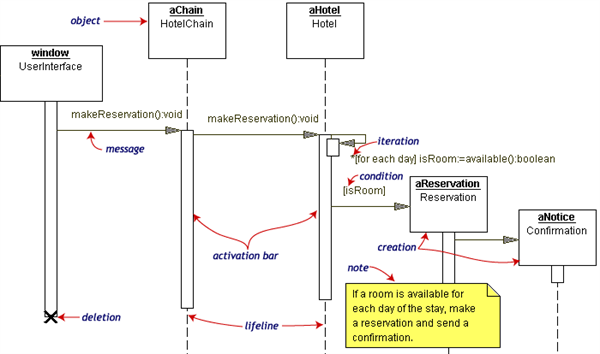 object
aChain
HotelChain
aHotel
Hotel
window
UserInterface
makeReservation():void
makeReservation():void
message
iteration
*[for each day] isRoom:=available():boolean
condition
[isRoom]
aReservation
Reservation
aNotice
Confirmation
activation bar
creation
note
If a room is available for
each day of the stay, make
a reservation and send a
confirmation.
deletion
lifeline